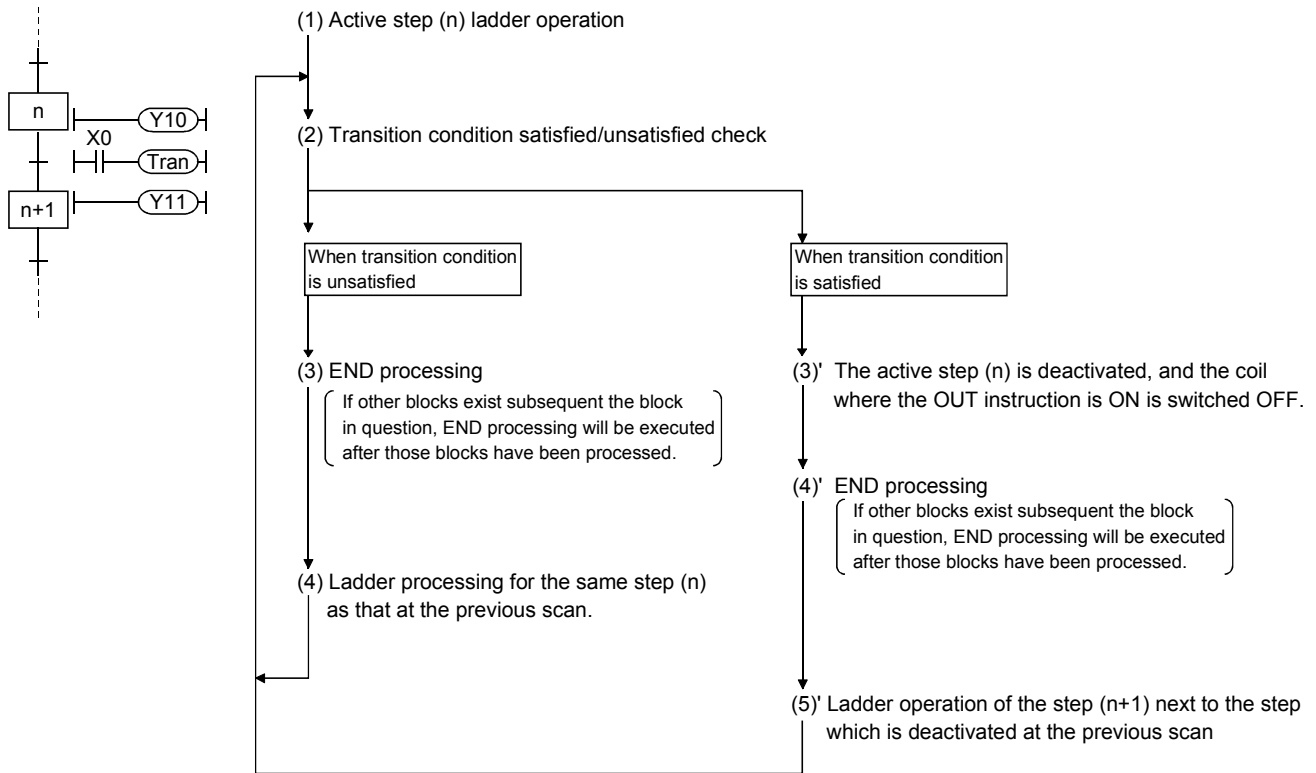 (1) Active step (n) ladder operation
n
Y10
X0
Tran
n+1
Y11
(2) Transition condition satisfied/unsatisfied check
When transition condition
is unsatisfied
When transition condition
is satisfied
(3) END processing
If other blocks exist subsequent the block
in question, END processing will be executed
after those blocks have been processed.
(3)' The active step (n) is deactivated, and the coil
where the OUT instruction is ON is switched OFF.
(4)' END processing
If other blocks exist subsequent the block
in question, END processing will be executed
after those blocks have been processed.
(4) Ladder processing for the same step (n)
as that at the previous scan.
(5)' Ladder operation of the step (n+1) next to the step
which is deactivated at the previous scan